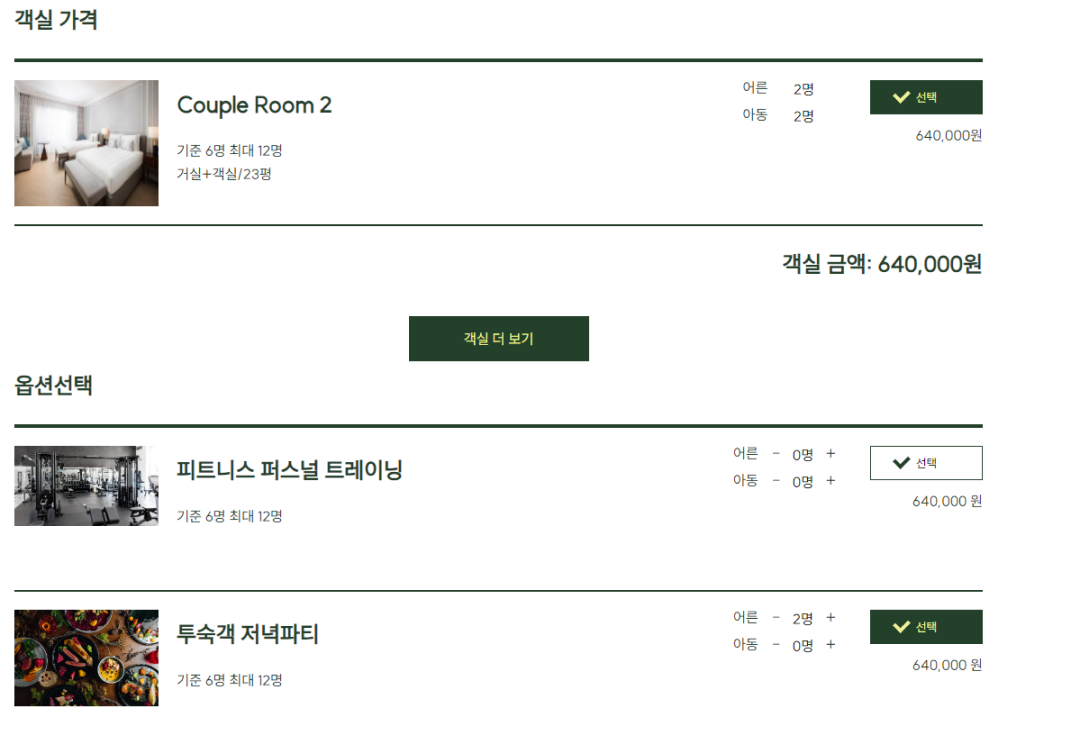 객실 가격
Couple Room 2
기준 6명 최대 12명
거실+객실/23평
어른 2명
아동 2명
선택
640,000원
객실 금액: 640,000원
객실 더 보기
옵션선택
피트니스 퍼스널 트레이닝
기준 6명 최대 12명
어른 - 0명 +
아동 - 0명 +
선택
640,000 원
투숙객 저녁파티
기준 6명 최대 12명
어른 - 2명 +
아동 - 0명 +
선택
640,000 원